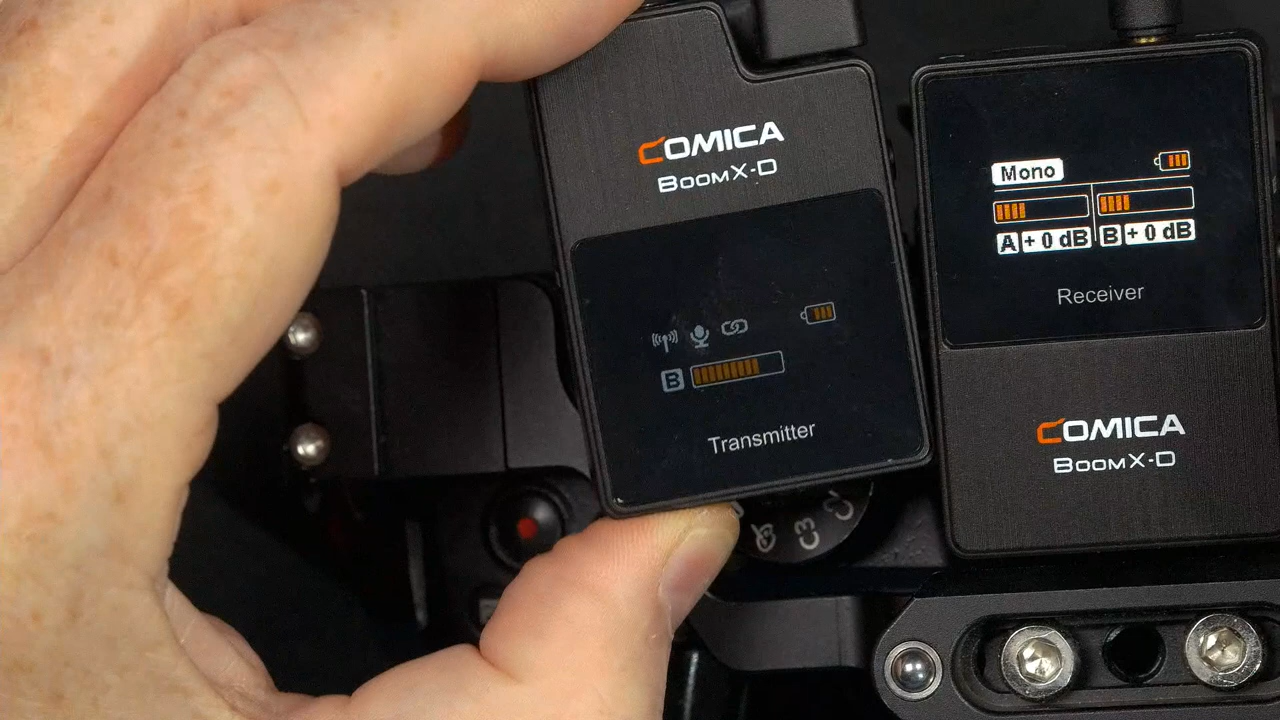 COMICA
BOOMX-D
B
Transmitter
Mono
A +0 dB B +0 dB
Receiver
COMICA
BOOMX-D
C3